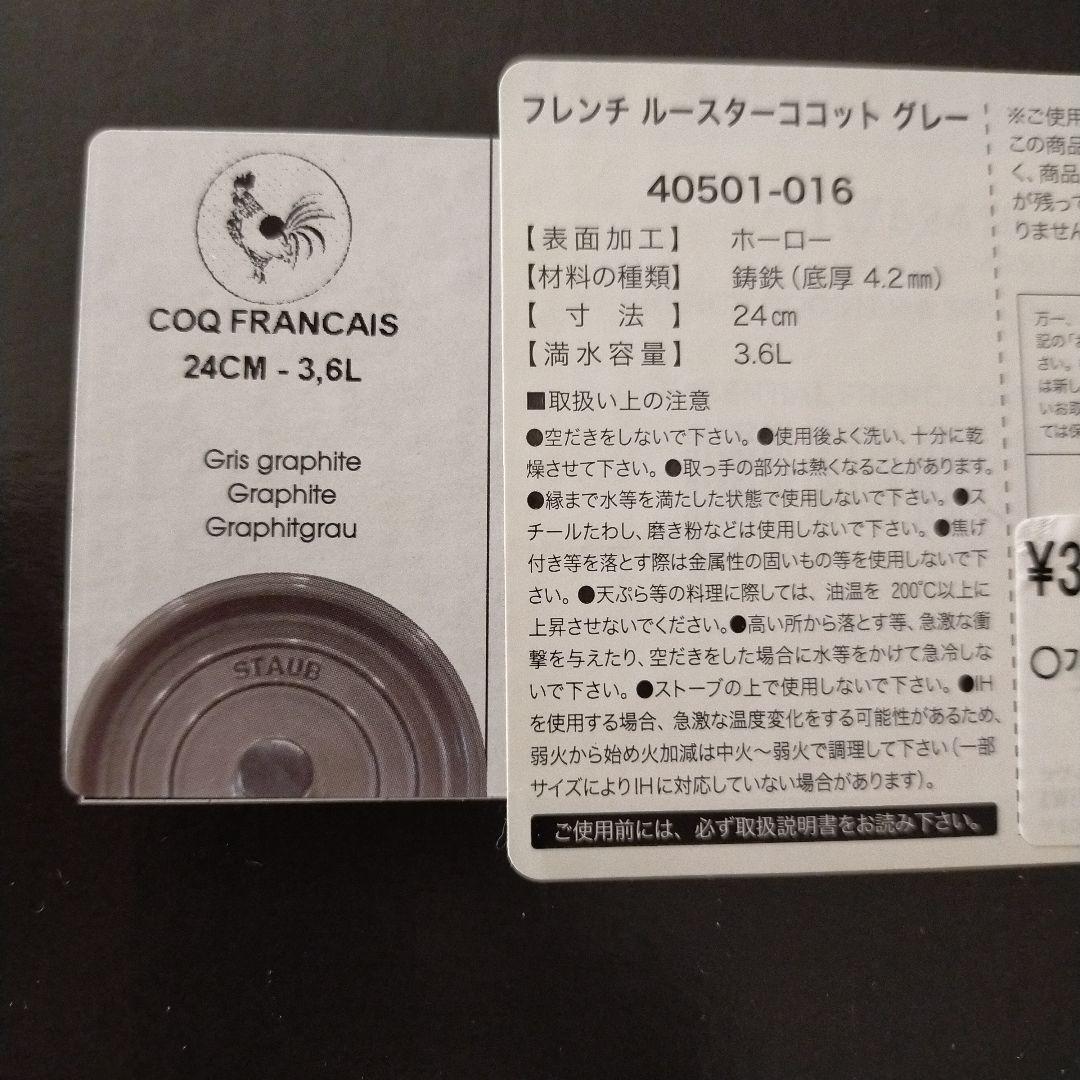 COQ FRANCAIS
24CM - 3,6L
Gris graphite
Graphite
Graphitgrau
STAUB
フレンチ ルースターココット グレー
40501-016
【表面加工】 ホーロー
【材料の種類】 鋳鉄(底厚 4.2㎜)
【 寸 法 】 24㎝
【満水容量】 3.6L
■取扱い上の注意
●空だきをしないで下さい。●使用後よく洗い、十分に乾
燥させて下さい。●取っ手の部分は熱くなることがあります。
●縁まで水等を満たした状態で使用しないで下さい。●ス
チールたわし、磨き粉などは使用しないで下さい。●焦げ
付き等を落とす際は金属性の固いもの等を使用しないで下
さい。●天ぷら等の料理に際しては、油温を 200℃以上に
上昇させないでください。●高い所から落とす等、急激な衝
撃を与えたり、空だきをした場合に水等をかけて急冷しな
いで下さい。●ストーブの上で使用しないで下さい。●IH
を使用する場合、急激な温度変化をする可能性があるため、
弱火から始め火加減は中火〜弱火で調理して下さい(一部
サイズによりIHに対応していない場合があります)。
ご使用前には、必ず取扱説明書をお読み下さい。
※ご使用
この商品
く、商品
が残って
りません
万一、
記の「お
さい。
は新し
いお取
ては保
¥3